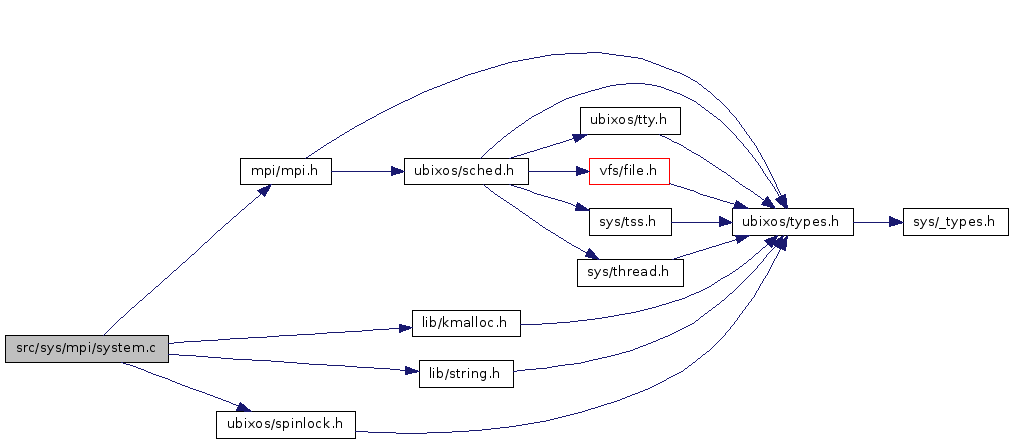 ubixos/tty.h
mpi/mpi.h
ubixos/sched.h
vfs/file.h
sys/tss.h
ubixos/types.h
sys/_types.h
sys/thread.h
lib/kmalloc.h
src/sys/mpi/system.c
lib/string.h
ubixos/spinlock.h